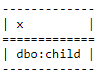 -------------
| x         |
=============
| dbo:child |
-------------